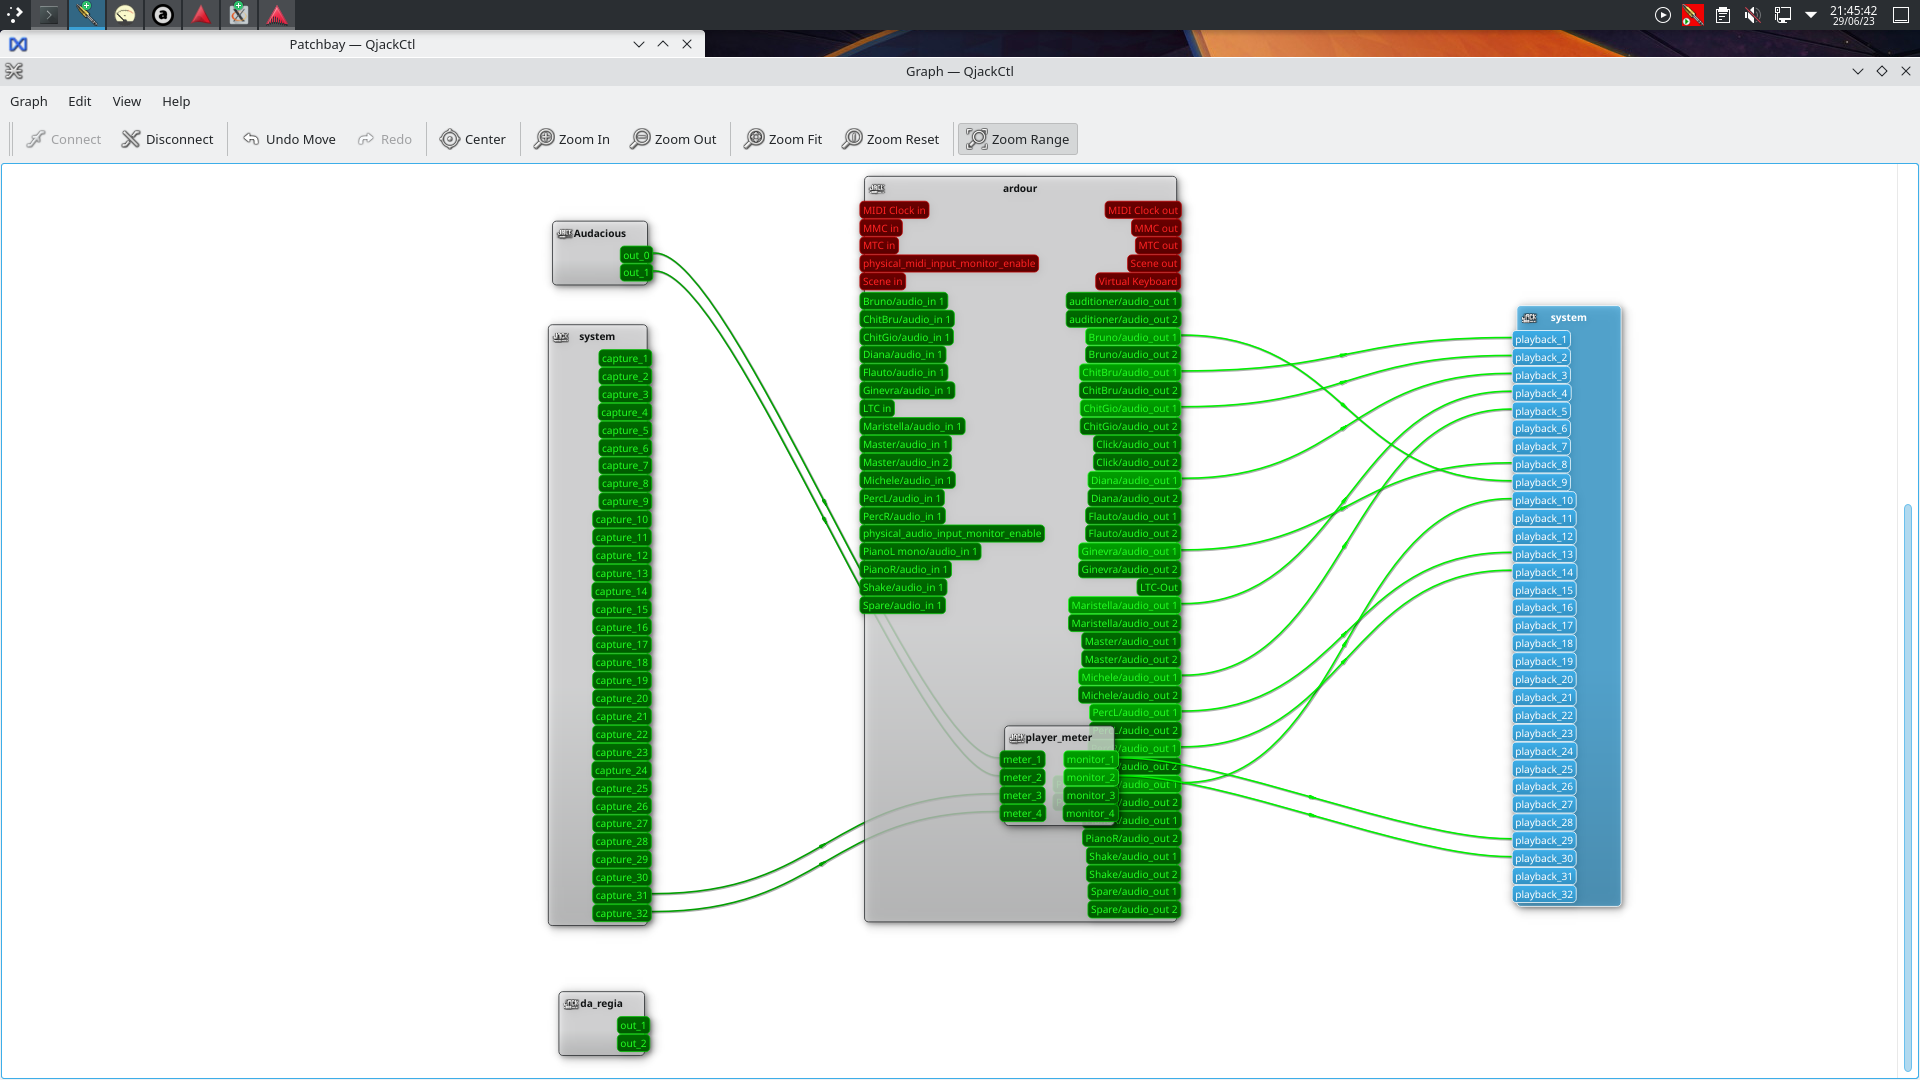 21:45:42
29/06/23
Patchbay — QjackCtl
Graph — QjackCtl
Graph Edit View Help
Connect Disconnect Undo Move Redo Center Zoom In Zoom Out Zoom Fit Zoom Reset Zoom Range
Audacious
out_0
out_1
system
capture_1
capture_2
capture_3
capture_4
capture_5
capture_6
capture_7
capture_8
capture_9
capture_10
capture_11
capture_12
capture_13
capture_14
capture_15
capture_16
capture_17
capture_18
capture_19
capture_20
capture_21
capture_22
capture_23
capture_24
capture_25
capture_26
capture_27
capture_28
capture_29
capture_30
capture_31
capture_32
da_regia
out_1
out_2
ardour
MIDI Clock in
MMC in
MTC in
physical_midi_input_monitor_enable
Scene in
Bruno/audio_in 1
ChitBru/audio_in 1
ChitGio/audio_in 1
Diana/audio_in 1
Flauto/audio_in 1
Ginevra/audio_in 1
LTC in
Maristella/audio_in 1
Master/audio_in 1
Master/audio_in 2
Michele/audio_in 1
PercL/audio_in 1
PercR/audio_in 1
physical_audio_input_monitor_enable
PianoL mono/audio_in 1
PianoR/audio_in 1
Shake/audio_in 1
Spare/audio_in 1
MIDI Clock out
MMC out
MTC out
Scene out
Virtual Keyboard
auditioner/audio_out 1
auditioner/audio_out 2
Bruno/audio_out 1
Bruno/audio_out 2
ChitBru/audio_out 1
ChitBru/audio_out 2
ChitGio/audio_out 1
ChitGio/audio_out 2
Click/audio_out 1
Click/audio_out 2
Diana/audio_out 1
Diana/audio_out 2
Flauto/audio_out 1
Flauto/audio_out 2
Ginevra/audio_out 1
Ginevra/audio_out 2
LTC-Out
Maristella/audio_out 1
Maristella/audio_out 2
Master/audio_out 1
Master/audio_out 2
Michele/audio_out 1
Michele/audio_out 2
PercL/audio_out 1
/audio_out 2
/audio_out 1
/audio_out 2
/audio_out 1
/audio_out 2
/audio_out 1
PianoR/audio_out 2
Shake/audio_out 1
Shake/audio_out 2
Spare/audio_out 1
Spare/audio_out 2
player_meter
meter_1
meter_2
meter_3
meter_4
monitor_1
monitor_2
monitor_3
monitor_4
system
playback_1
playback_2
playback_3
playback_4
playback_5
playback_6
playback_7
playback_8
playback_9
playback_10
playback_11
playback_12
playback_13
playback_14
playback_15
playback_16
playback_17
playback_18
playback_19
playback_20
playback_21
playback_22
playback_23
playback_24
playback_25
playback_26
playback_27
playback_28
playback_29
playback_30
playback_31
playback_32